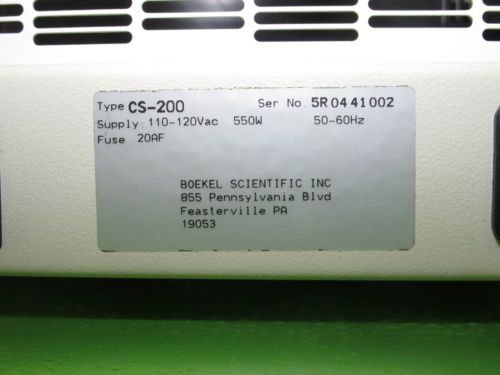 Type CS-200 Ser No. 5R0441002
Supply: 110-120Vac 550W 50-60Hz
Fuse 20AF
BOEKEL SCIENTIFIC INC
855 Pennsylvania Blvd
Feasterville PA
19053